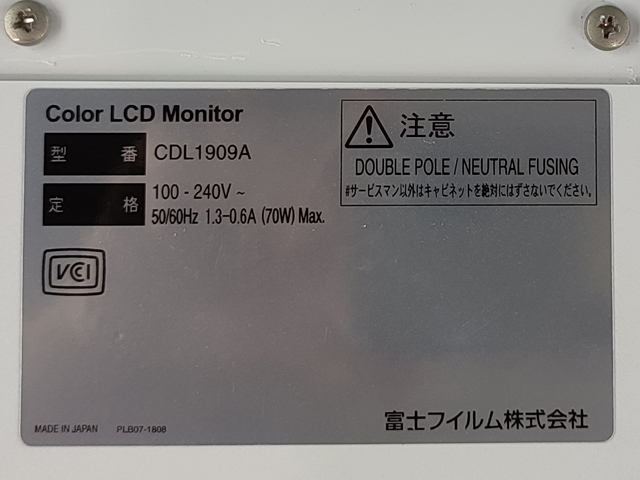 Color LCD Monitor
型 番 CDL1909A
定 格 100 - 240V ~
50/60Hz 1.3-0.6A (70W) Max.
VCCI
注意
DOUBLE POLE / NEUTRAL FUSING
#サービスマン以外はキャビネットを絶対にはずさないでください。
MADE IN JAPAN PLB07-1808
富士フイルム株式会社